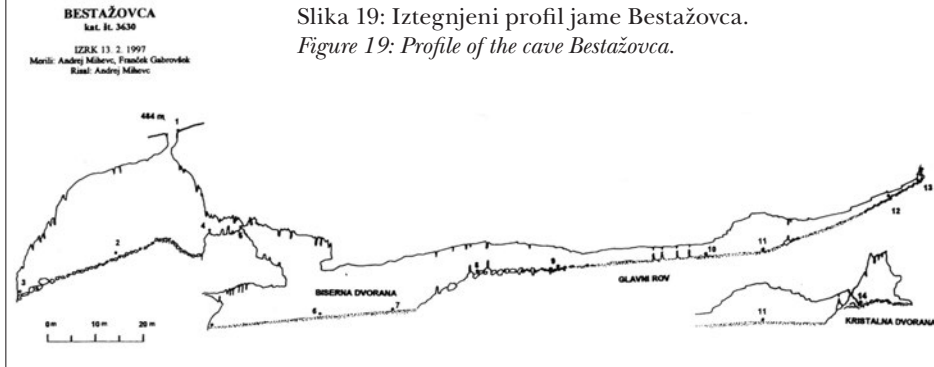 BESTAŽOVCA
kat. št. 3630
IZRK 13. 2. 1997
Merili: Andrej Mihevc, Franček Gabrovšek
Risal: Andrej Mihevc
Slika 19: Iztegnjeni profil jame Bestažovca.
Figure 19: Profile of the cave Bestažovca.
484 m
1
2
3
4
5
6
7
8
9
10
11
12
13
BISERNA DVORANA
GLAVNI ROV
11
14
KRISTALNA DVORANA
0 m 10 m 20 m